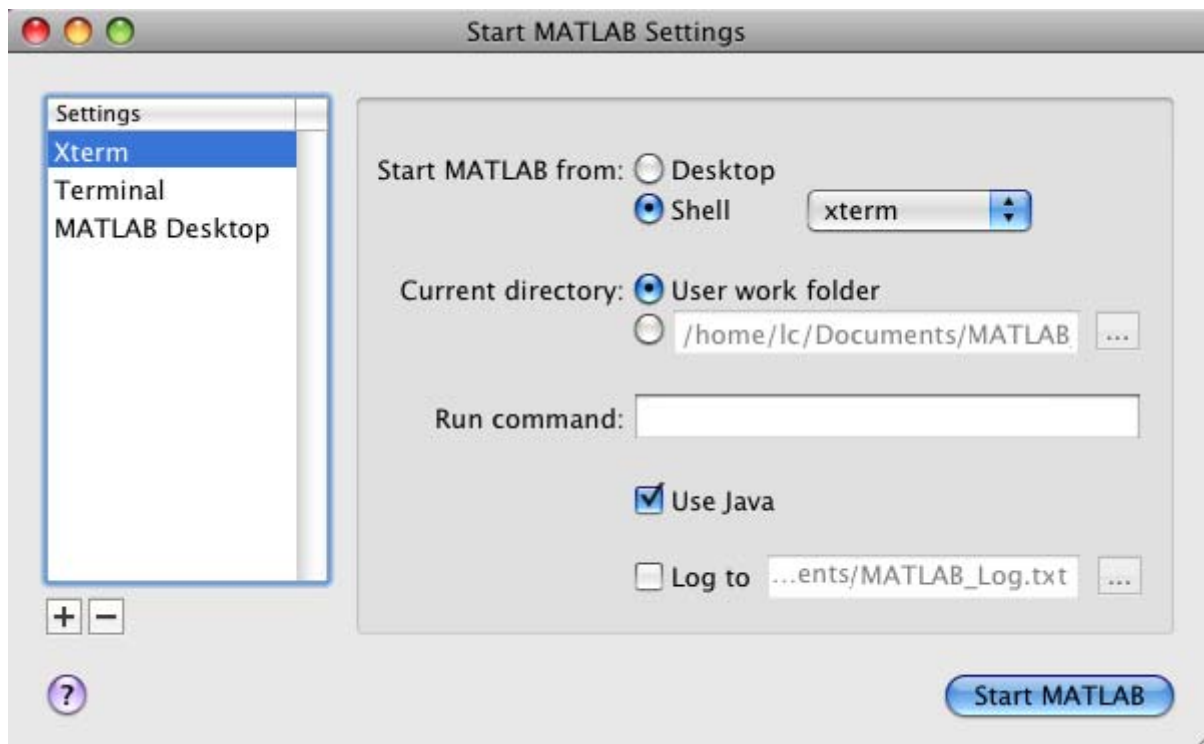 Start MATLAB Settings
Settings
Xterm
Terminal
MATLAB Desktop
Start MATLAB from: Desktop
Shell xterm
Current directory: User work folder
/home/lc/Documents/MATLAB
...
Run command:
Use Java
Log to ...ents/MATLAB_Log.txt ...
+ −
?
Start MATLAB